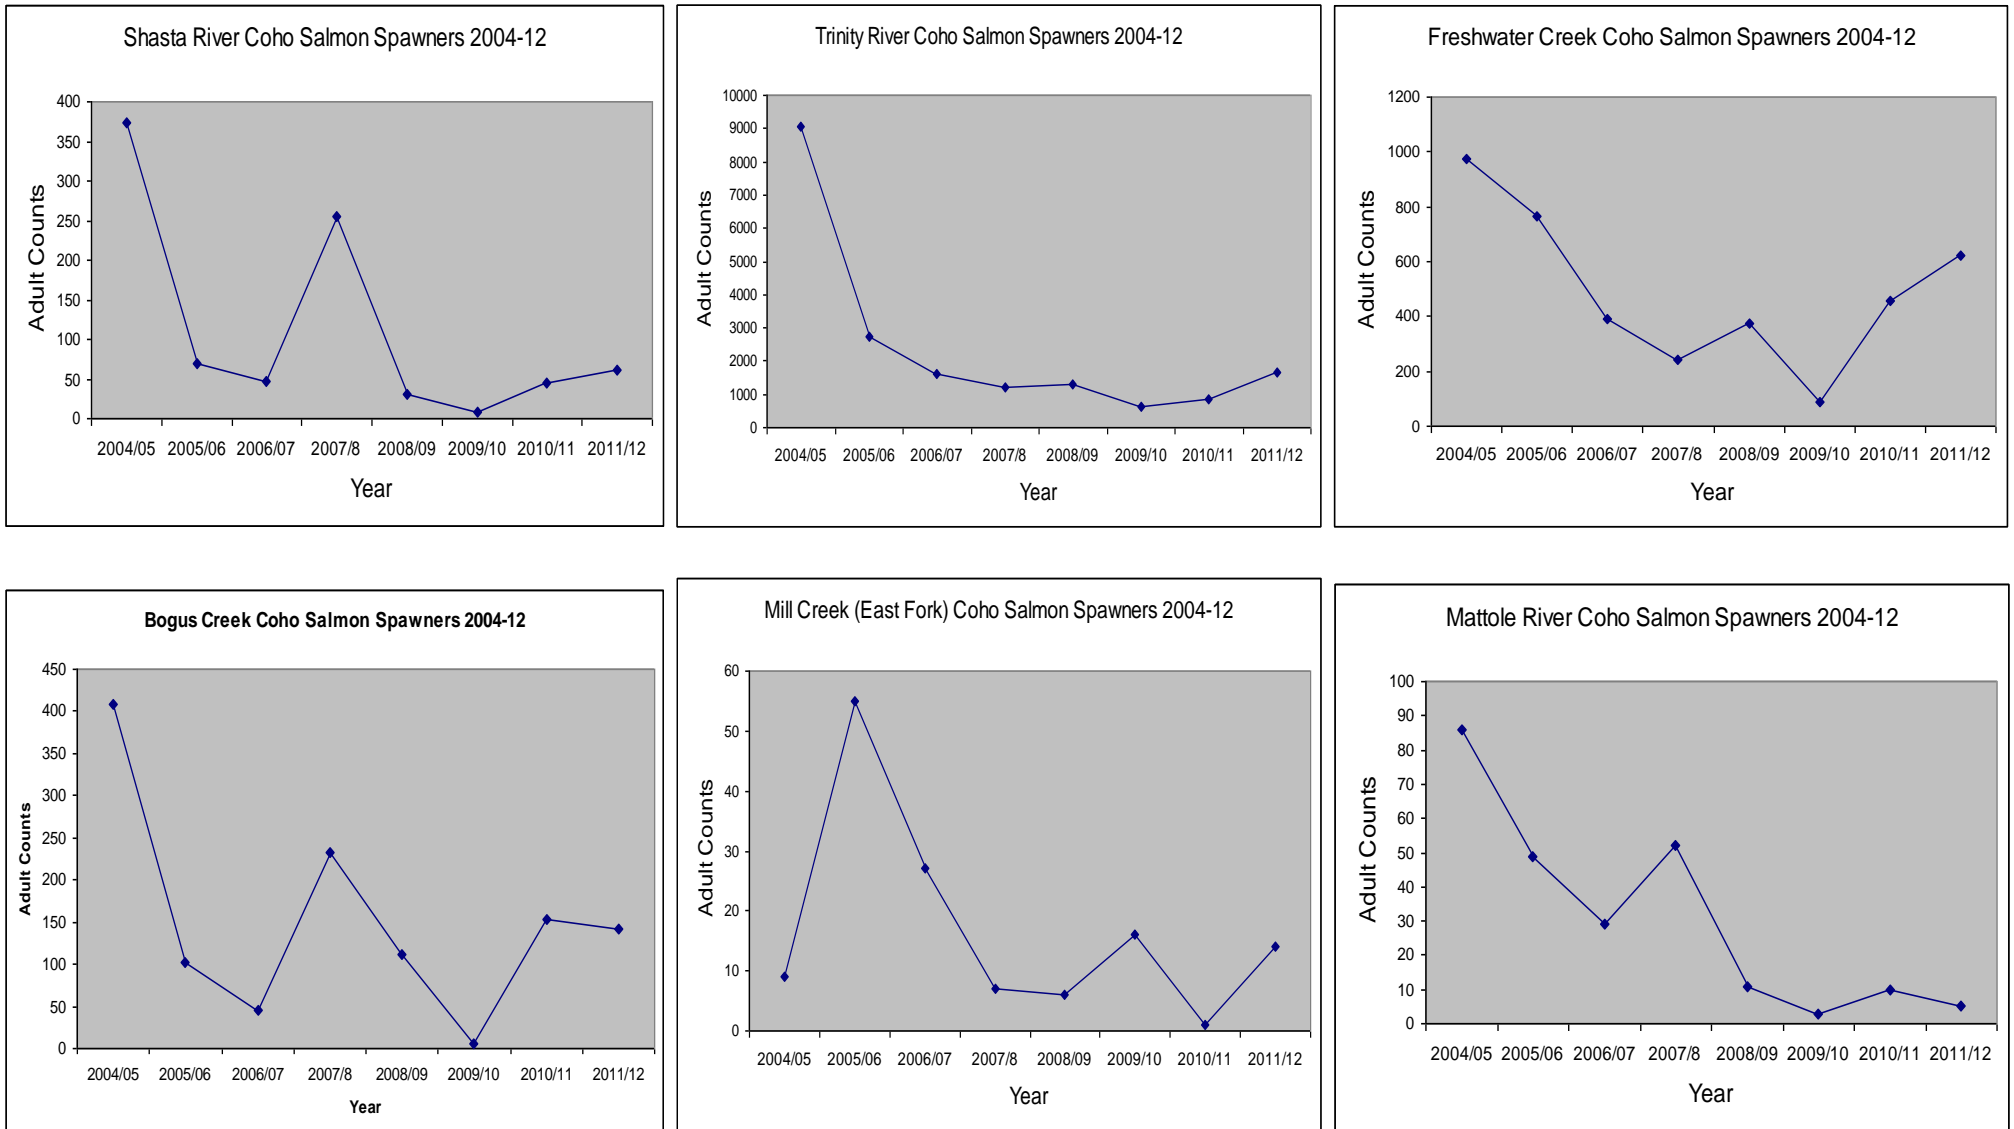 Shasta River Coho Salmon Spawners 2004-12
400
350
300
250
200
150
100
50
0
Adult Counts
2004/05 2005/06 2006/07 2007/8 2008/09 2009/10 2010/11 2011/12
Year
Trinity River Coho Salmon Spawners 2004-12
10000
9000
8000
7000
6000
5000
4000
3000
2000
1000
0
Adult Counts
2004/05 2005/06 2006/07 2007/8 2008/09 2009/10 2010/11 2011/12
Year
Freshwater Creek Coho Salmon Spawners 2004-12
1200
1000
800
600
400
200
0
Adult Counts
2004/05 2005/06 2006/07 2007/8 2008/09 2009/10 2010/11 2011/12
Year
Bogus Creek Coho Salmon Spawners 2004-12
450
400
350
300
250
200
150
100
50
0
Adult Counts
2004/05 2005/06 2006/07 2007/8 2008/09 2009/10 2010/11 2011/12
Year
Mill Creek (East Fork) Coho Salmon Spawners 2004-12
60
50
40
30
20
10
0
Adult Counts
2004/05 2005/06 2006/07 2007/8 2008/09 2009/10 2010/11 2011/12
Year
Mattole River Coho Salmon Spawners 2004-12
100
90
80
70
60
50
40
30
20
10
0
Adult Counts
2004/05 2005/06 2006/07 2007/8 2008/09 2009/10 2010/11 2011/12
Year